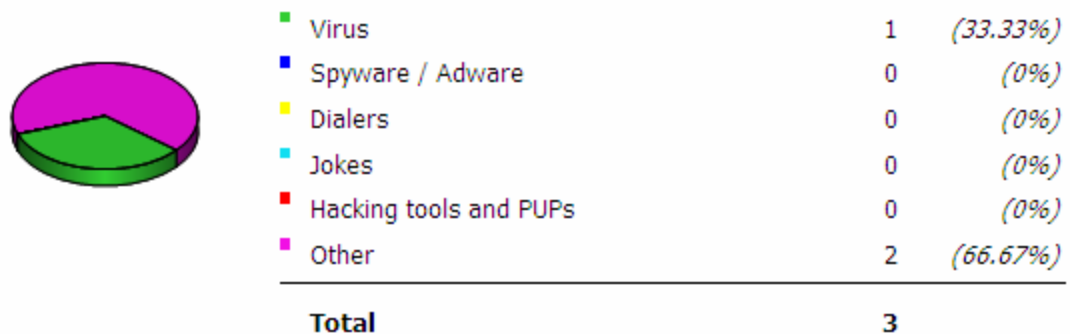 Virus 1 (33.33%)
Spyware / Adware 0 (0%)
Dialers 0 (0%)
Jokes 0 (0%)
Hacking tools and PUPs 0 (0%)
Other 2 (66.67%)
Total 3